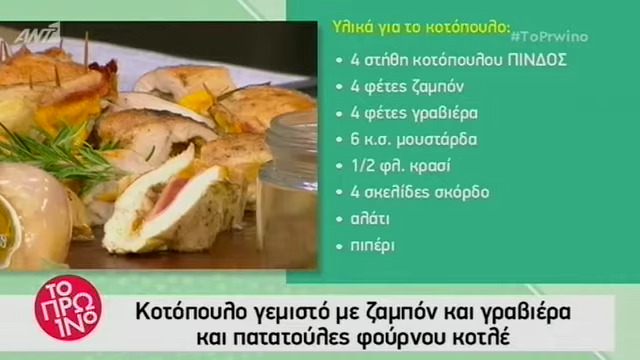 ANT1
Υλικά για το κοτόπουλο:
#ToPrwino
• 4 στήθη κοτόπουλου ΠΙΝΔΟΣ
• 4 φέτες ζαμπόν
• 4 φέτες γραβιέρα
• 6 κ.σ. μουστάρδα
• 1/2 φλ. κρασί
• 4 σκελίδες σκόρδο
• αλάτι
• πιπέρι
ΤΟ
ΠΡΩ
ΙΝΟ
Κοτόπουλο γεμιστό με ζαμπόν και γραβιέρα
και πατατούλες φούρνου κοτλέ